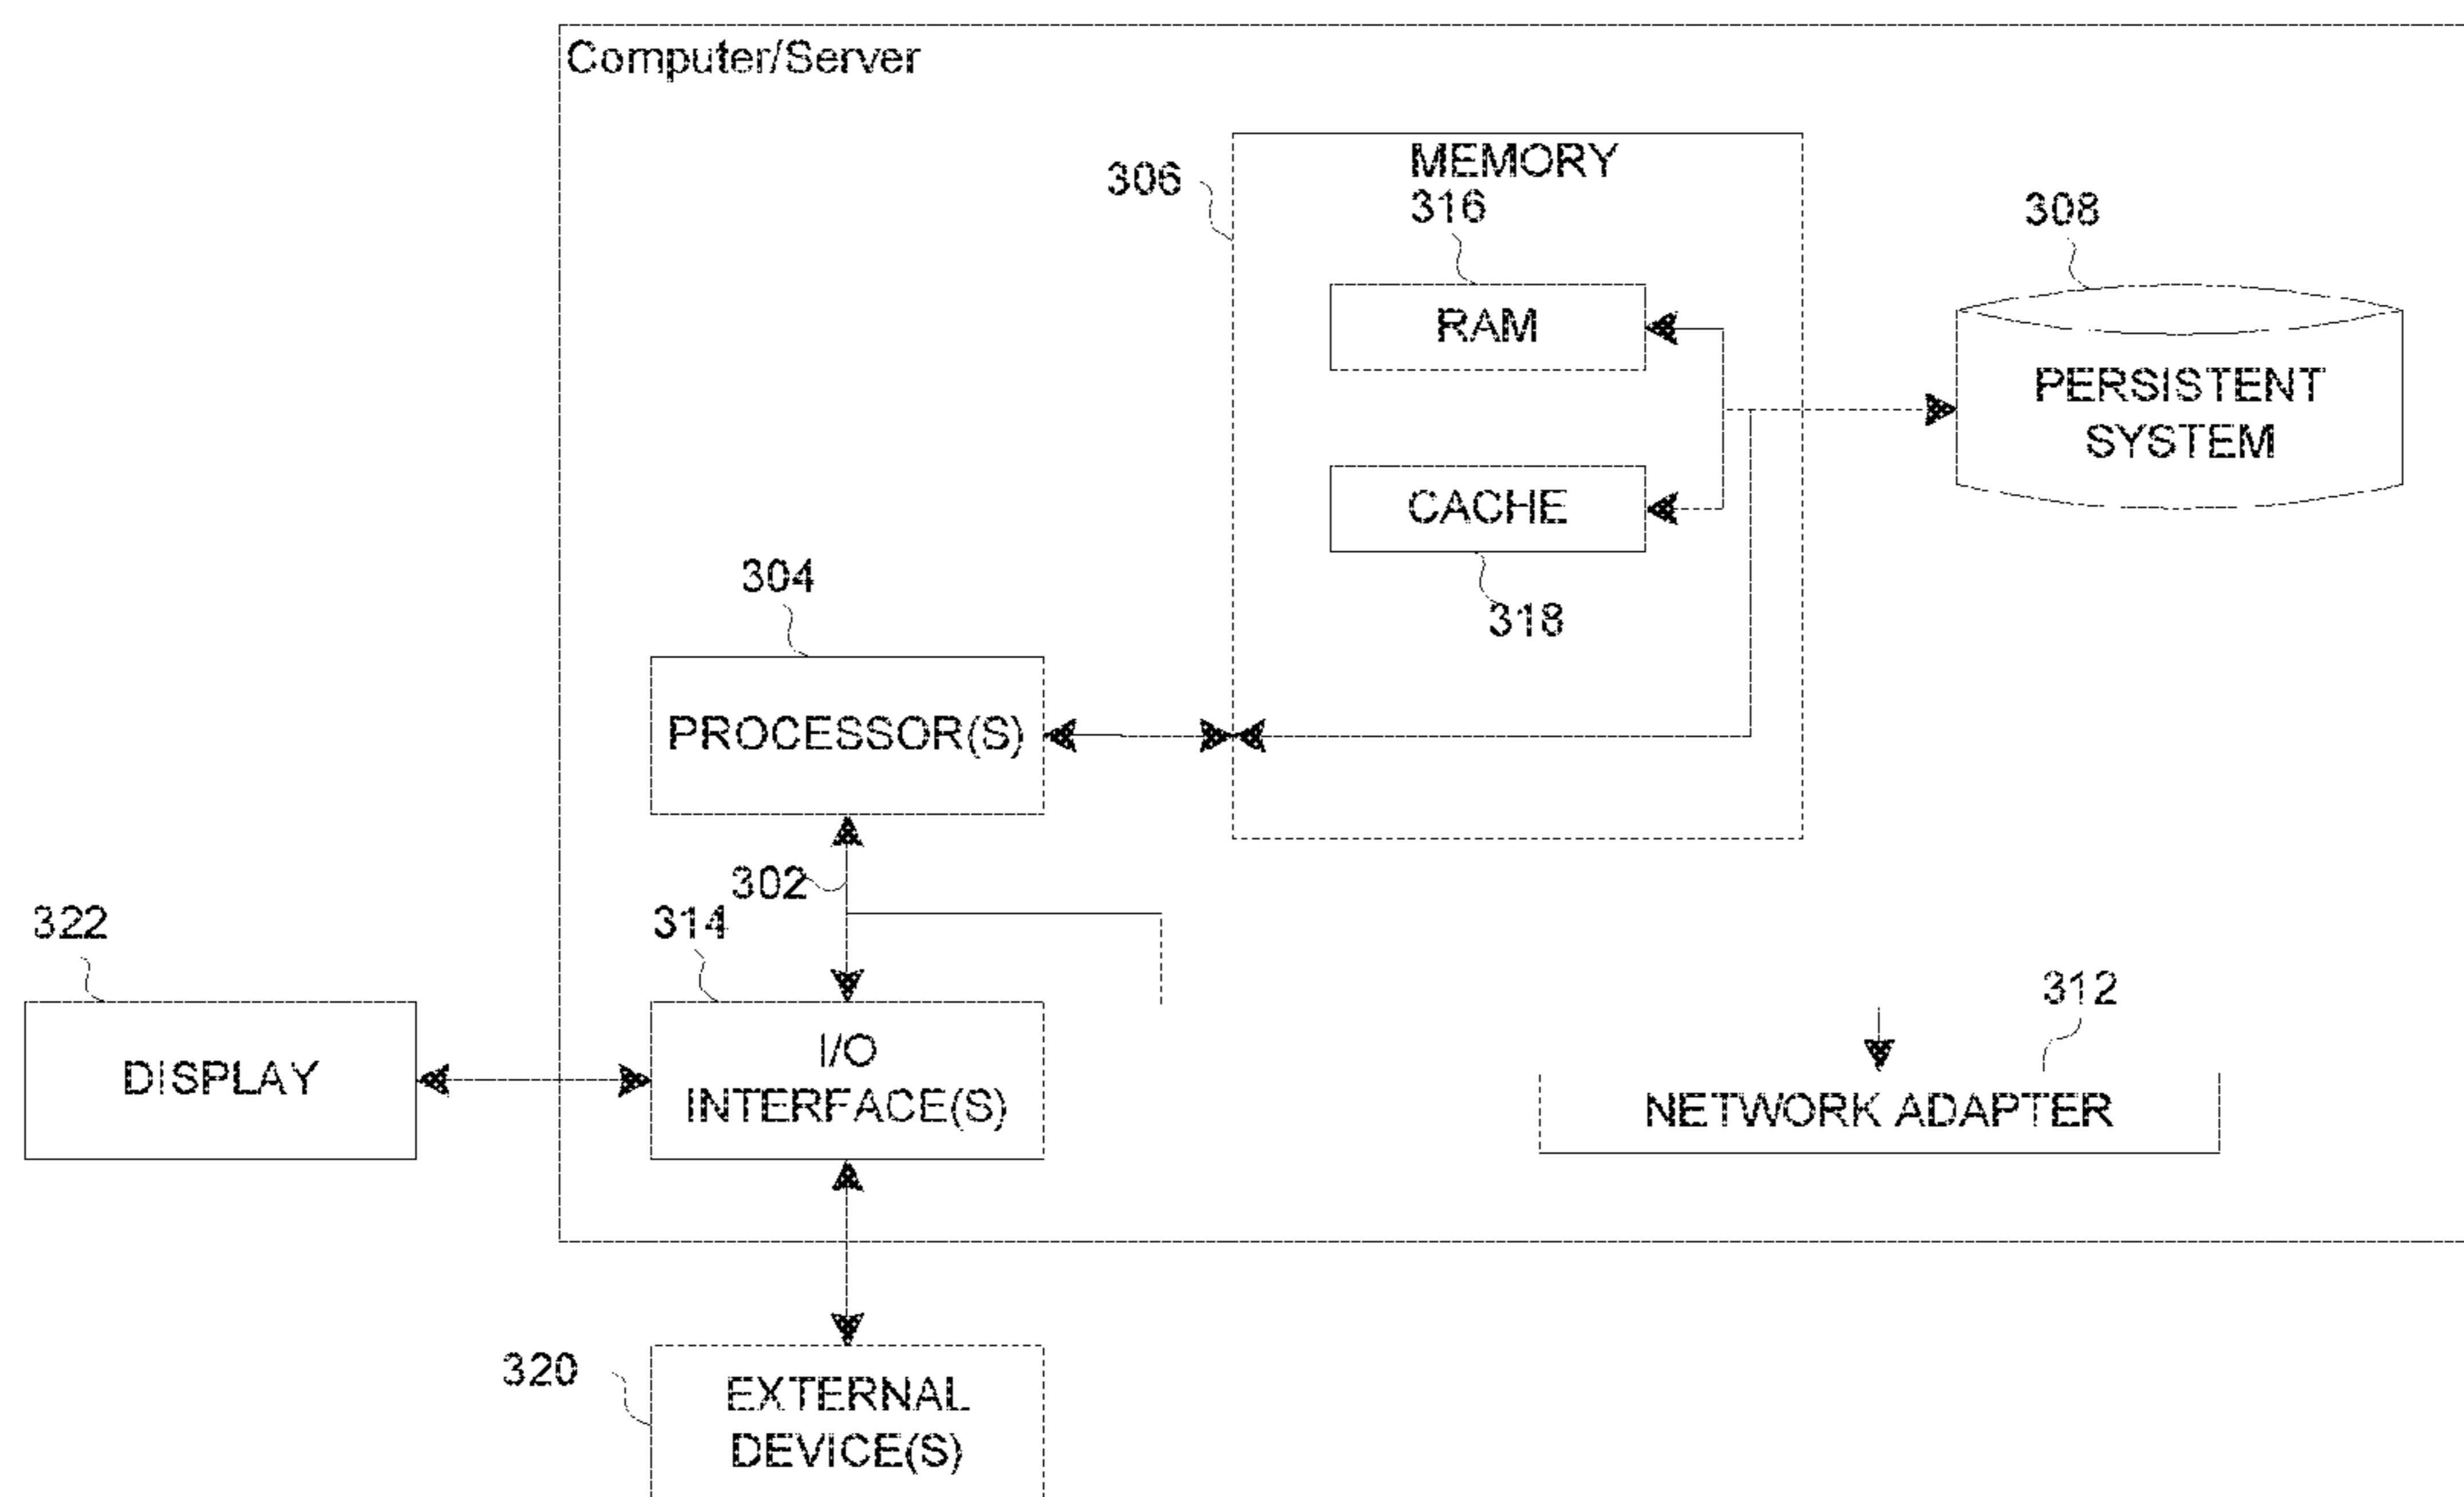 Computer/Server
306
MEMORY
316
RAM
308
PERSISTENT
SYSTEM
CACHE
318
304
PROCESSOR(S)
302
314
322
DISPLAY
I/O
INTERFACE(S)
312
NETWORK ADAPTER
320
EXTERNAL
DEVICE(S)